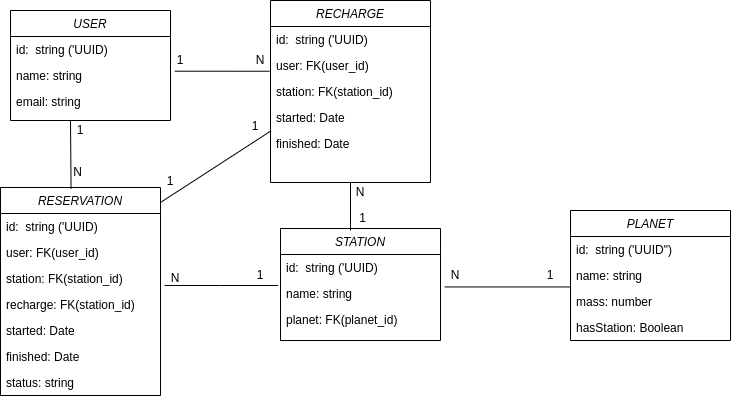 USER
id:  string ('UUID)
name: string
email: string
1
N
RECHARGE
id:  string ('UUID)
user: FK(user_id)
station: FK(station_id)
started: Date
finished: Date
1
N
1
1
N
1
RESERVATION
id:  string ('UUID)
user: FK(user_id)
station: FK(station_id)
recharge: FK(station_id)
started: Date
finished: Date
status: string
N
1
STATION
id:  string ('UUID)
name: string
planet: FK(planet_id)
N
1
PLANET
id:  string ('UUID")
name: string
mass: number
hasStation: Boolean